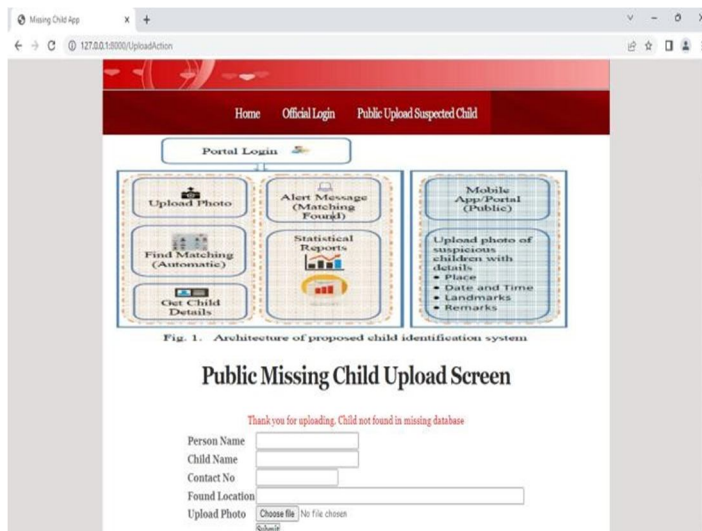 Missing Child App
127.0.0.1:8000/UploadAction
Home Official Login Public Upload Suspected Child
Portal Login
Upload Photo
Find Matching
(Automatic)
Get Child
Details
Alert Message
(Matching
Found)
Statistical
Reports
Mobile
App/Portal
(Public)
Upload photo of
suspicious
children with
details
• Place
• Date and Time
• Landmarks
• Remarks
Fig. 1. Architecture of proposed child identification system
Public Missing Child Upload Screen
Thank you for uploading. Child not found in missing database
Person Name
Child Name
Contact No
Found Location
Upload Photo Choose file No file chosen
Submit